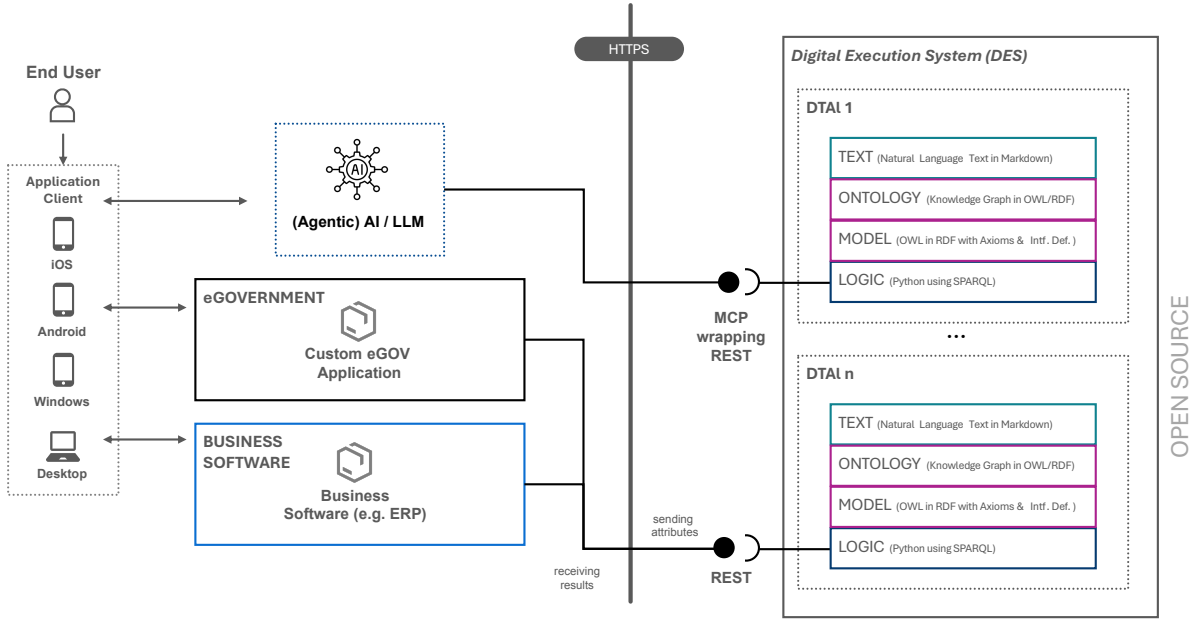 HTTPS
Digital Execution System (DES)
End User
DTAl 1
TEXT (Natural Language Text in Markdown)
Application
Client
AI
ONTOLOGY (Knowledge Graph in OWL/RDF)
(Agentic) AI / LLM
MODEL (OWL in RDF with Axioms & Intf. Def. )
iOS
LOGIC (Python using SPARQL)
eGOVERNMENT
MCP
wrapping
REST
Android
Custom eGOV
Application
...
DTAl n
Windows
TEXT (Natural Language Text in Markdown)
BUSINESS
SOFTWARE
ONTOLOGY (Knowledge Graph in OWL/RDF)
Desktop
Business
Software (e.g. ERP)
MODEL (OWL in RDF with Axioms & Intf. Def. )
sending
attributes
LOGIC (Python using SPARQL)
receiving
results
REST
OPEN SOURCE